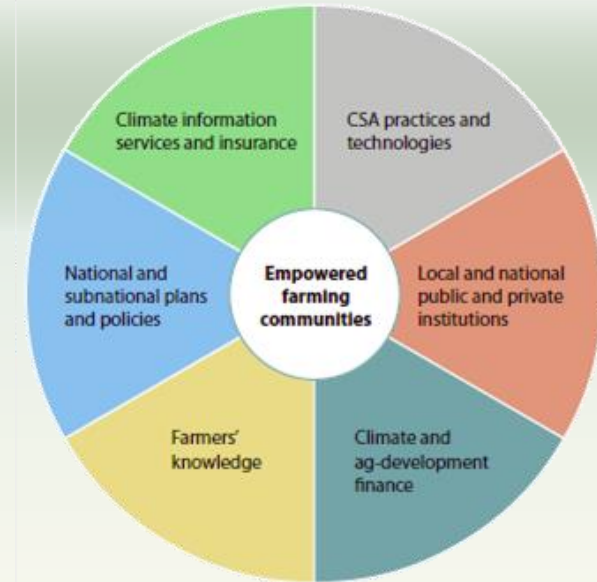 Climate information
services and insurance
CSA practices and
technologies
National and
subnational plans
and policies
Empowered
farming
communities
Local and national
public and private
institutions
Farmers’
knowledge
Climate and
ag-development
finance